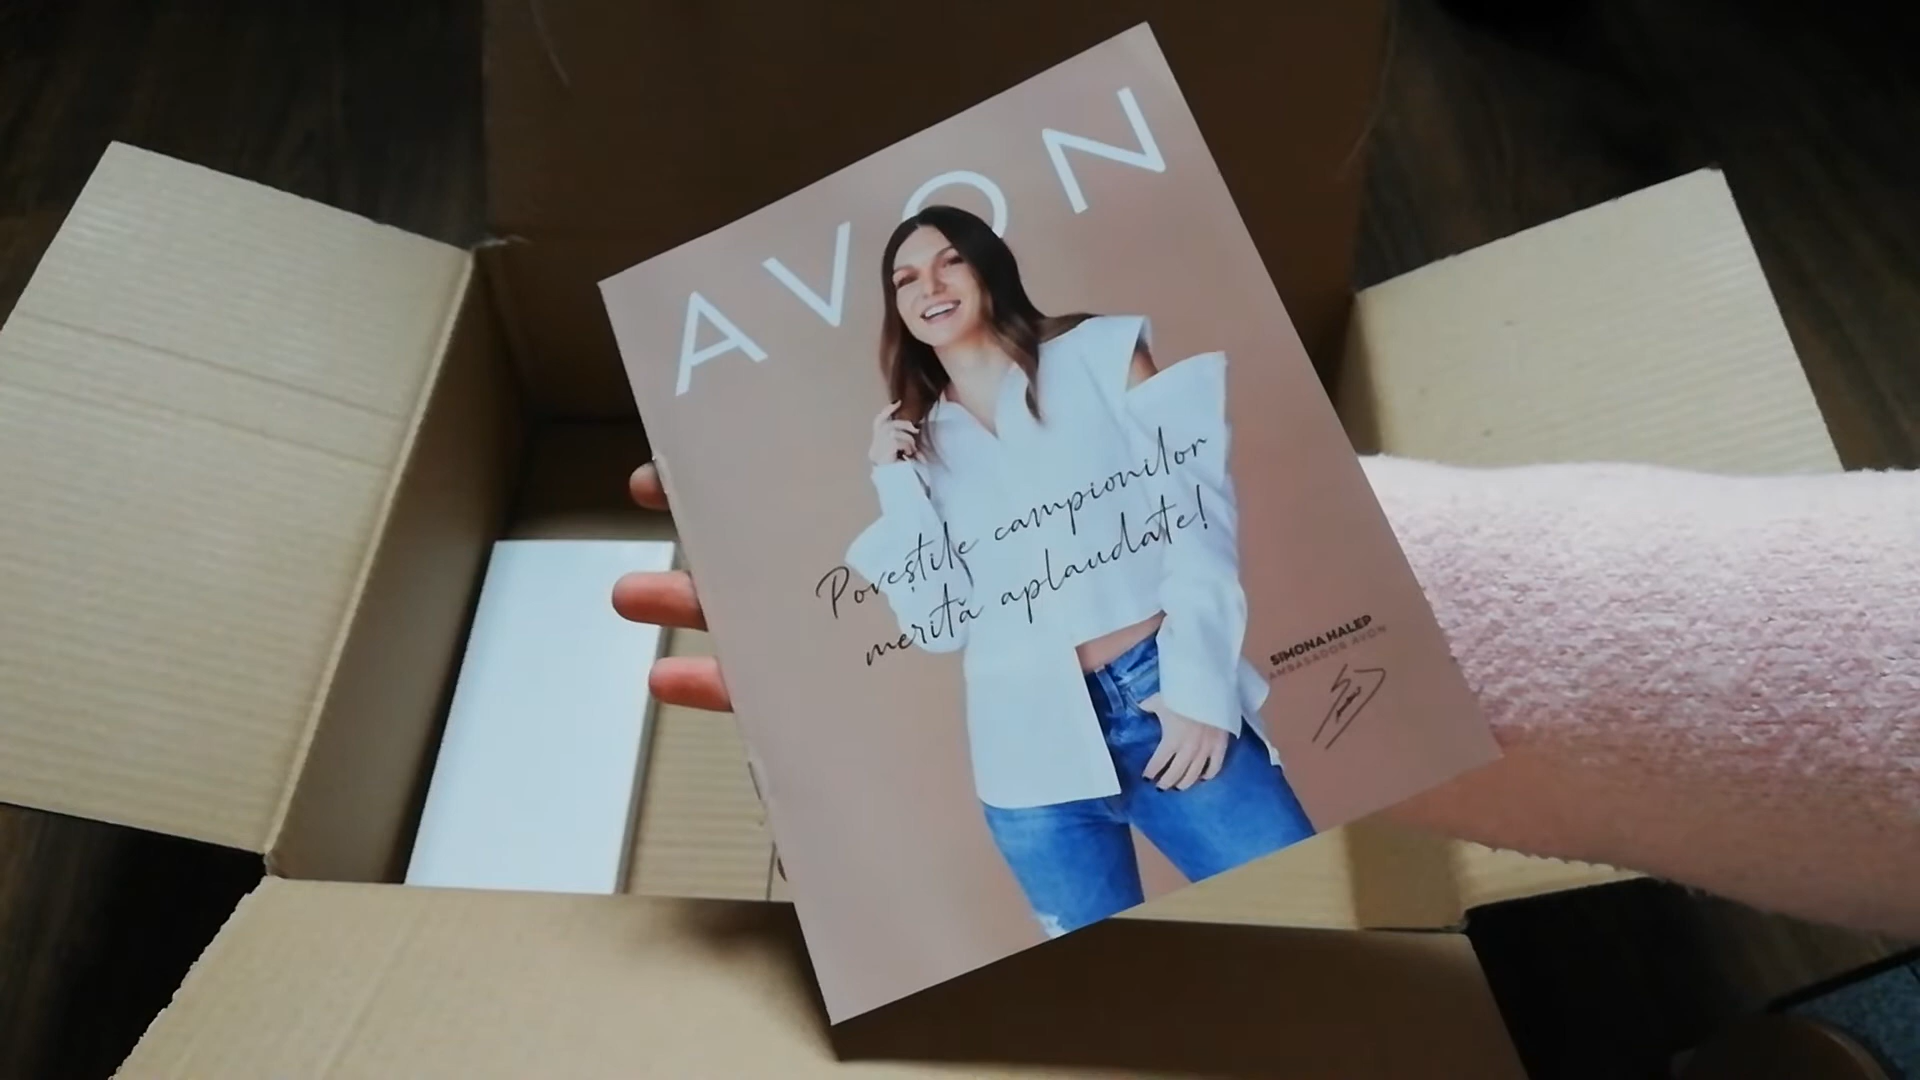 AVON
Poveștile campionilor
merită aplaudate!
SIMONA HALEP
AMBASADOR AVON